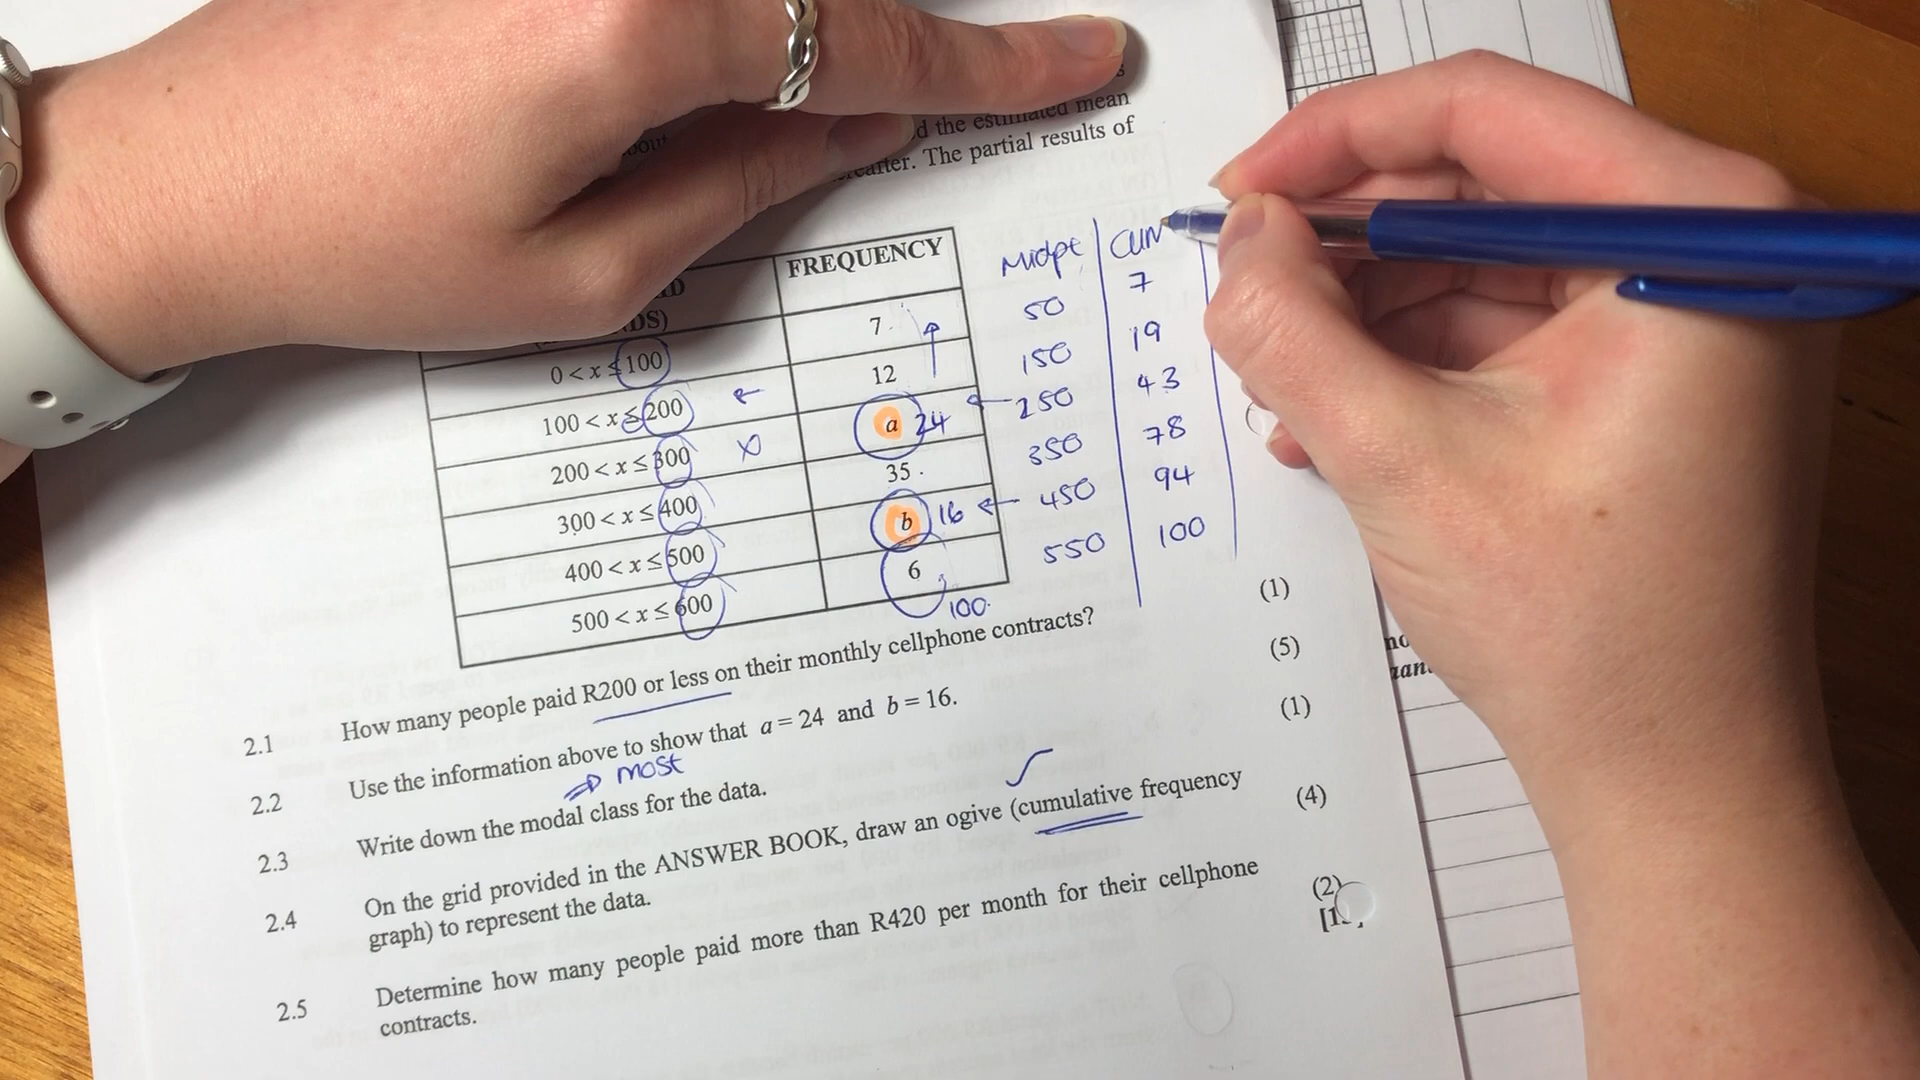 d the estimated mean
The partial results of
FREQUENCY Midpt CUM
0 < x ≤ 100 7 50 7
100 < x ≤ 200 12 150 19
200 < x ≤ 300 a 24 250 43
300 < x ≤ 400 35 350 78
400 < x ≤ 500 b 16 450 94
500 < x ≤ 600 6 550 100
100
2.1 How many people paid R200 or less on their monthly cellphone contracts? (1)
2.2 Use the information above to show that a = 24 and b = 16. (5)
most
2.3 Write down the modal class for the data. (1)
2.4 On the grid provided in the ANSWER BOOK, draw an ogive (cumulative frequency
graph) to represent the data. (4)
2.5 Determine how many people paid more than R420 per month for their cellphone
contracts. (2)